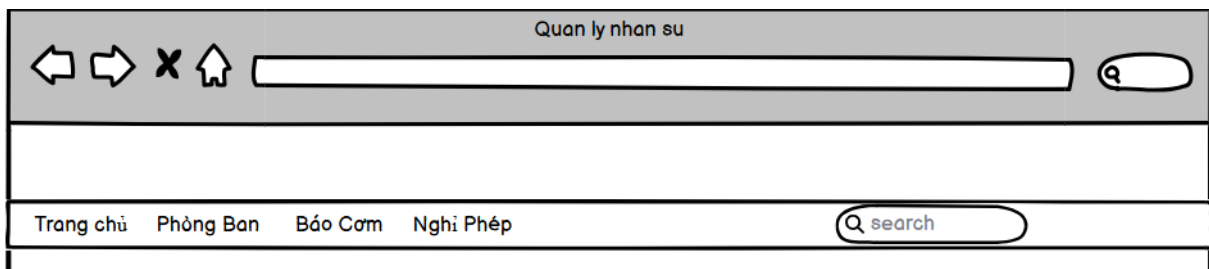 Quan ly nhan su
Trang chủ Phòng Ban Báo Cơm Nghỉ Phép search